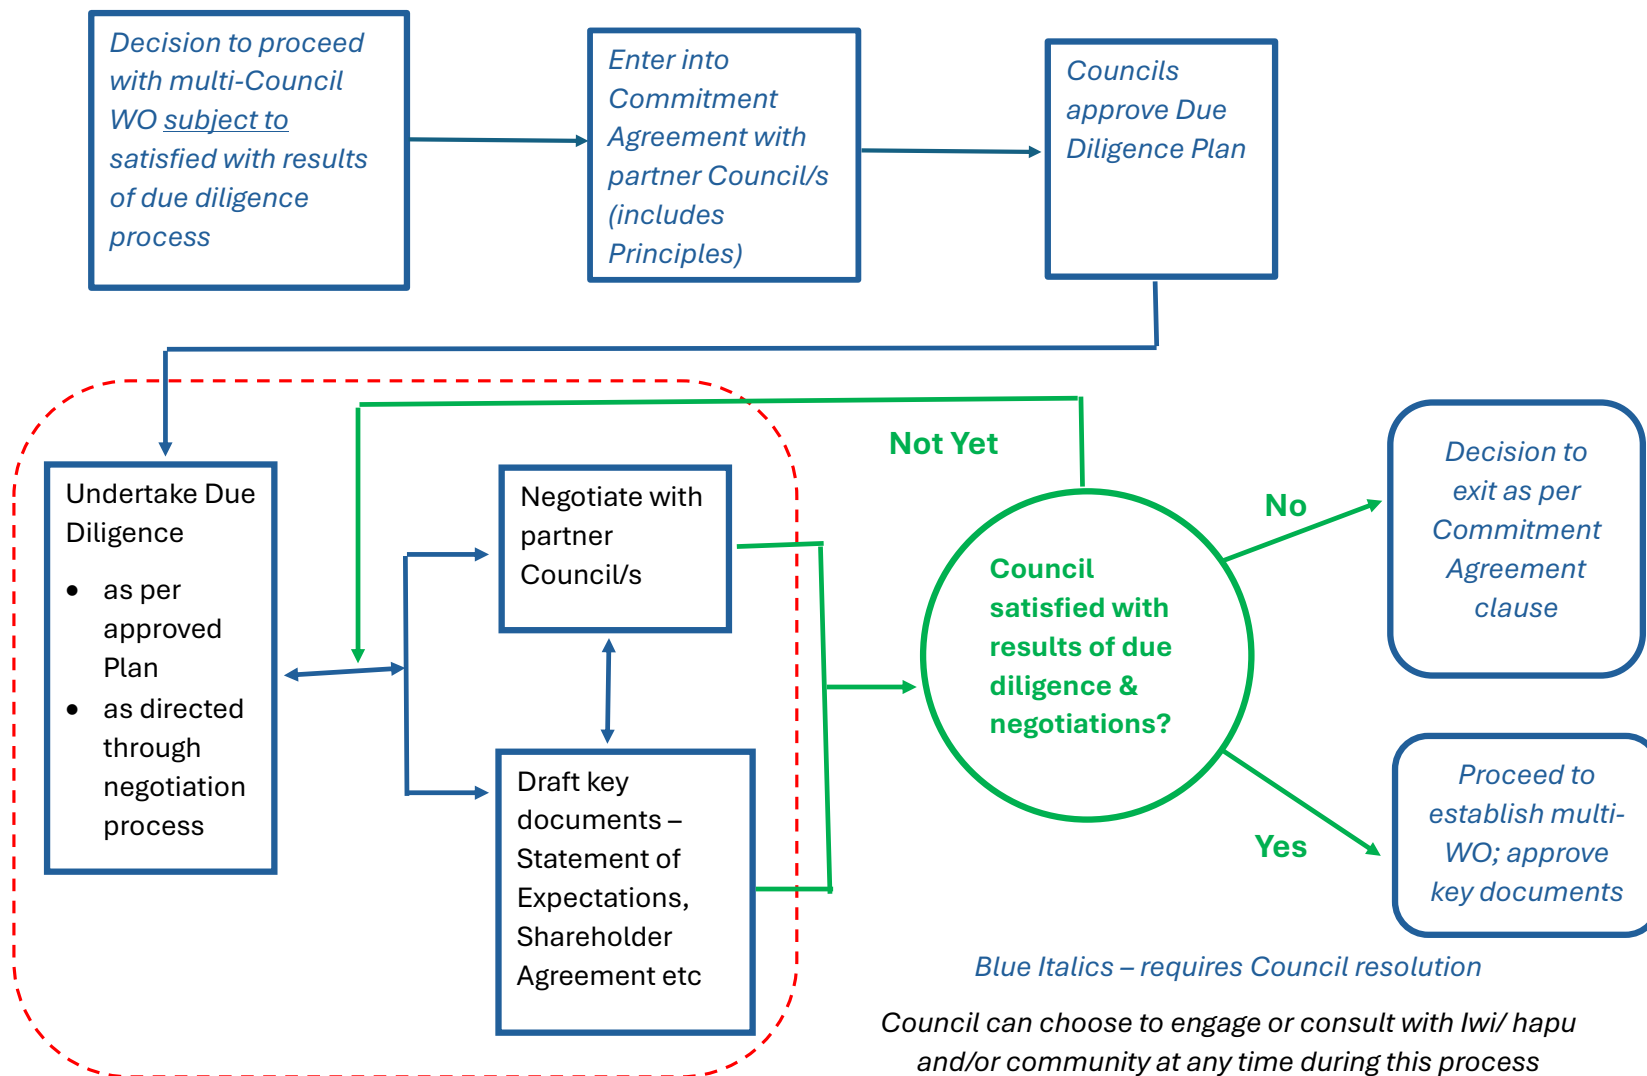 Decision to proceed
with multi-Council
WO subject to
satisfied with results
of due diligence
process
Enter into
Commitment
Agreement with
partner Council/s
(includes
Principles)
Councils
approve Due
Diligence Plan
Undertake Due
Diligence
• as per
approved
Plan
• as directed
through
negotiation
process
Negotiate with
partner
Council/s
Draft key
documents –
Statement of
Expectations,
Shareholder
Agreement etc
Not Yet
Council
satisfied with
results of due
diligence &
negotiations?
No
Decision to
exit as per
Commitment
Agreement
clause
Yes
Proceed to
establish multi-
WO; approve
key documents
Blue Italics – requires Council resolution
Council can choose to engage or consult with Iwi/ hapu
and/or community at any time during this process